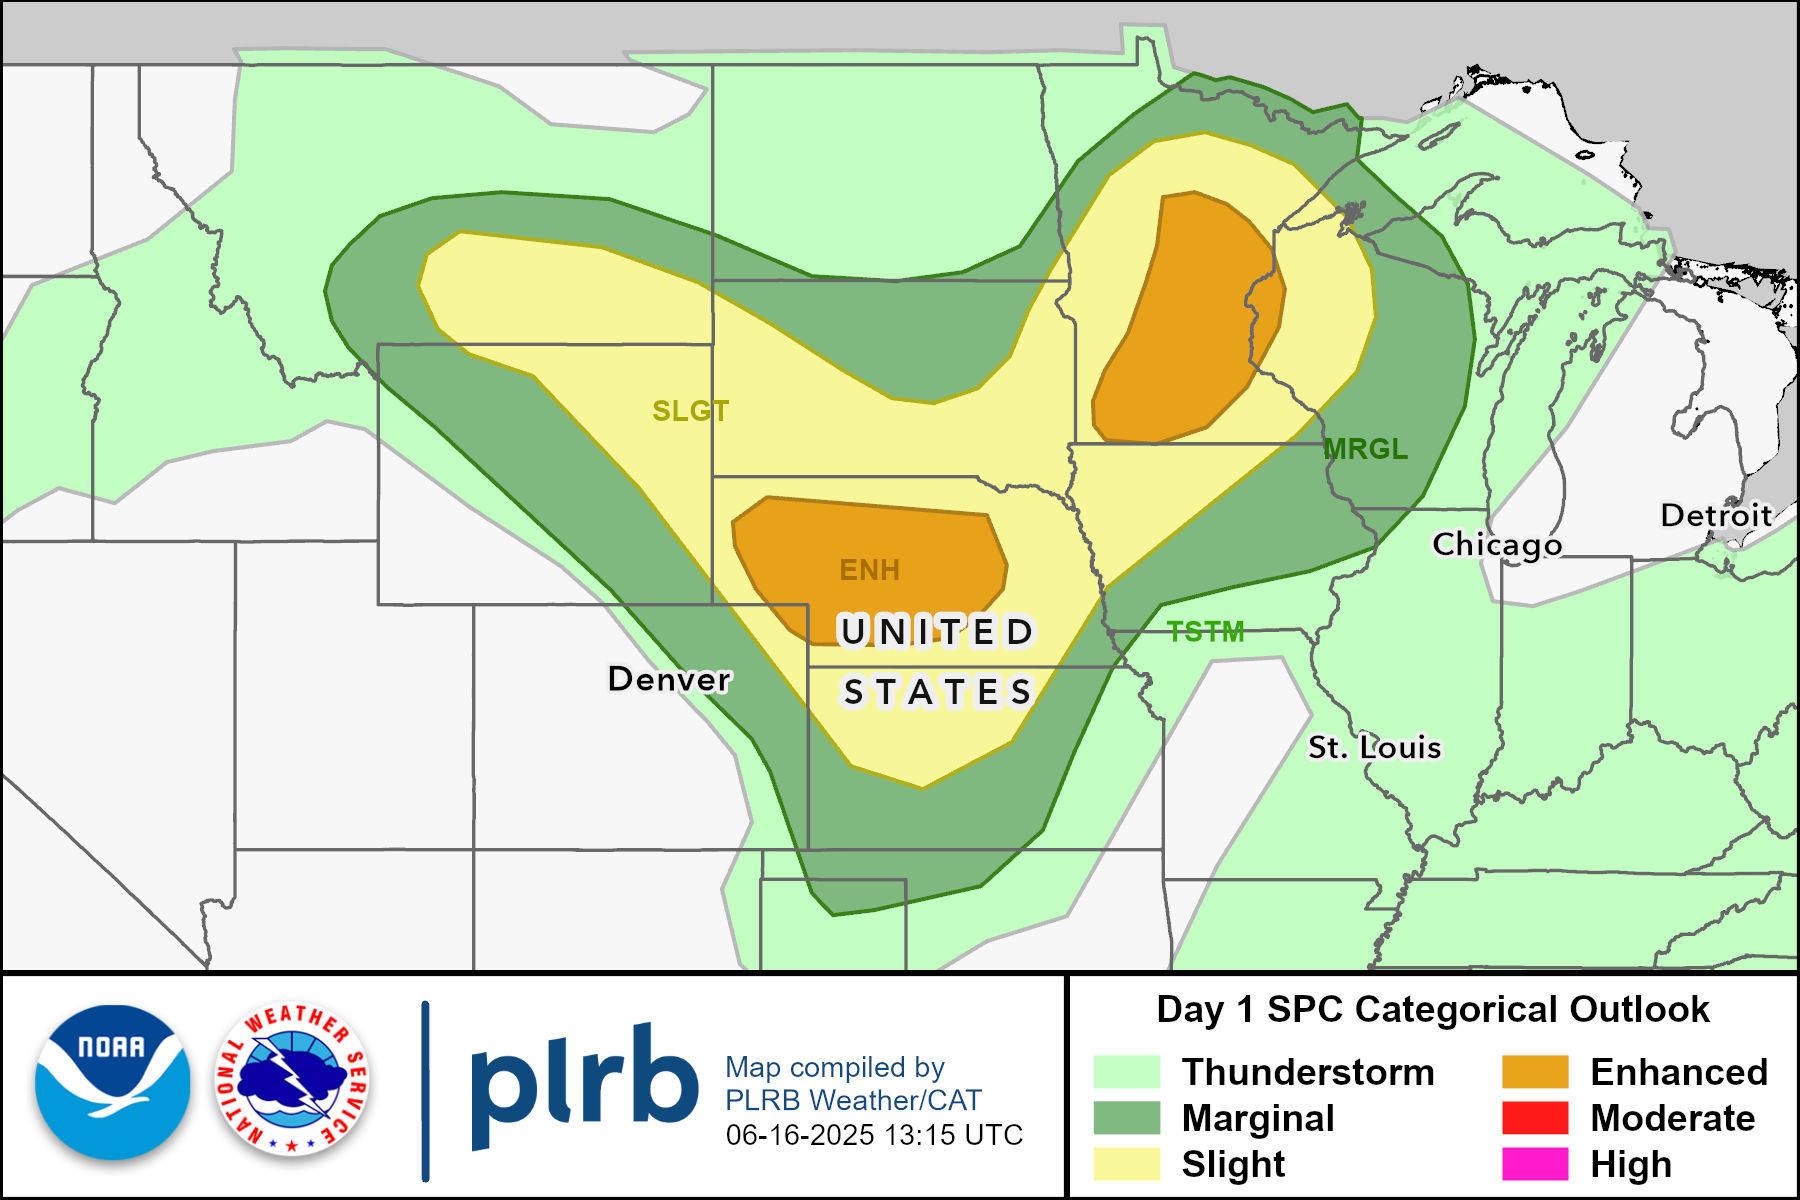 SLGT
MRGL
Detroit
Chicago
ENH
UNITED
TSTM
Denver
STATES
St. Louis
NOAA
NATIONAL WEATHER SERVICE
plrb
Map compiled by
PLRB Weather/CAT
06-16-2025 13:15 UTC
Day 1 SPC Categorical Outlook
Thunderstorm
Marginal
Slight
Enhanced
Moderate
High